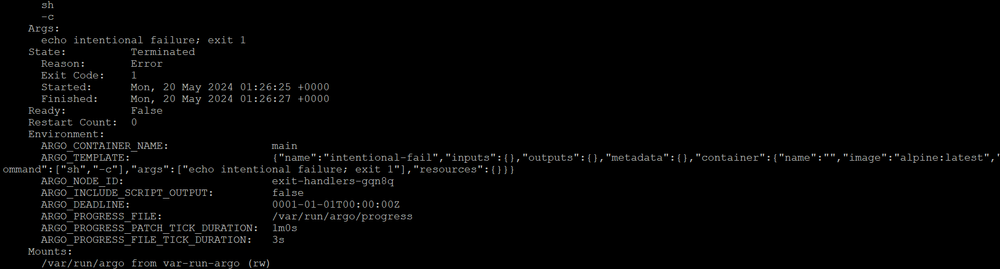 sh
-c
Args:
echo intentional failure; exit 1
State:          Terminated
Reason:       Error
Exit Code:    1
Started:      Mon, 20 May 2024 01:26:25 +0000
Finished:     Mon, 20 May 2024 01:26:27 +0000
Ready:          False
Restart Count:  0
Environment:
ARGO_CONTAINER_NAME:                main
ARGO_TEMPLATE:                      {"name":"intentional-fail","inputs":{},"outputs":{},"metadata":{},"container":{"name":"","image":"alpine:latest","
ommand":["sh","-c"],"args":["echo intentional failure; exit 1"],"resources":{}}}
ARGO_NODE_ID:                       exit-handlers-gqn8q
ARGO_INCLUDE_SCRIPT_OUTPUT:         false
ARGO_DEADLINE:                      0001-01-01T00:00:00Z
ARGO_PROGRESS_FILE:                 /var/run/argo/progress
ARGO_PROGRESS_PATCH_TICK_DURATION:  1m0s
ARGO_PROGRESS_FILE_TICK_DURATION:   3s
Mounts:
/var/run/argo from var-run-argo (rw)